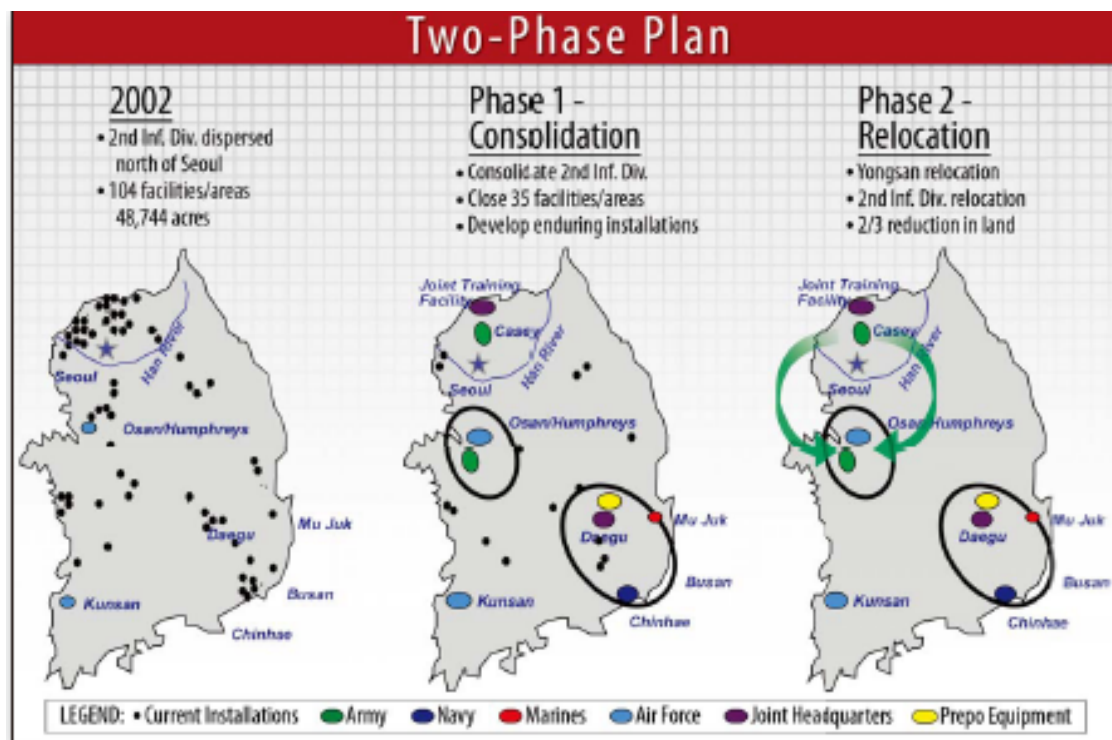 Two-Phase Plan
2002
• 2nd Inf. Div. dispersed
north of Seoul
• 104 facilities/areas
48,744 acres
Phase 1 -
Consolidation
• Consolidate 2nd Inf. Div.
• Close 35 facilities/areas
• Develop enduring installations
Phase 2 -
Relocation
• Yongsan relocation
• 2nd Inf. Div. relocation
• 2/3 reduction in land
Seoul
Han River
Osan/Humphreys
Mu Juk
Daegu
Busan
Kunsan
Chinhae
Joint Training
Facility
Casey
Han River
Seoul
Osan/Humphreys
Mu Juk
Daegu
Busan
Kunsan
Chinhae
Joint Training
Facility
Casey
Han River
Seoul
Osan/Humphreys
Mu Juk
Daegu
Busan
Kunsan
Chinhae
LEGEND: • Current Installations Army Navy Marines Air Force Joint Headquarters Prepo Equipment